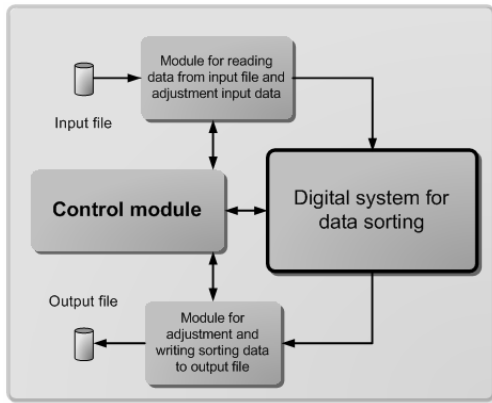 Module for reading
data from input file and
adjustment input data
Input file
Control module
Digital system for
data sorting
Output file
Module for
adjustment and
writing sorting data
to output file